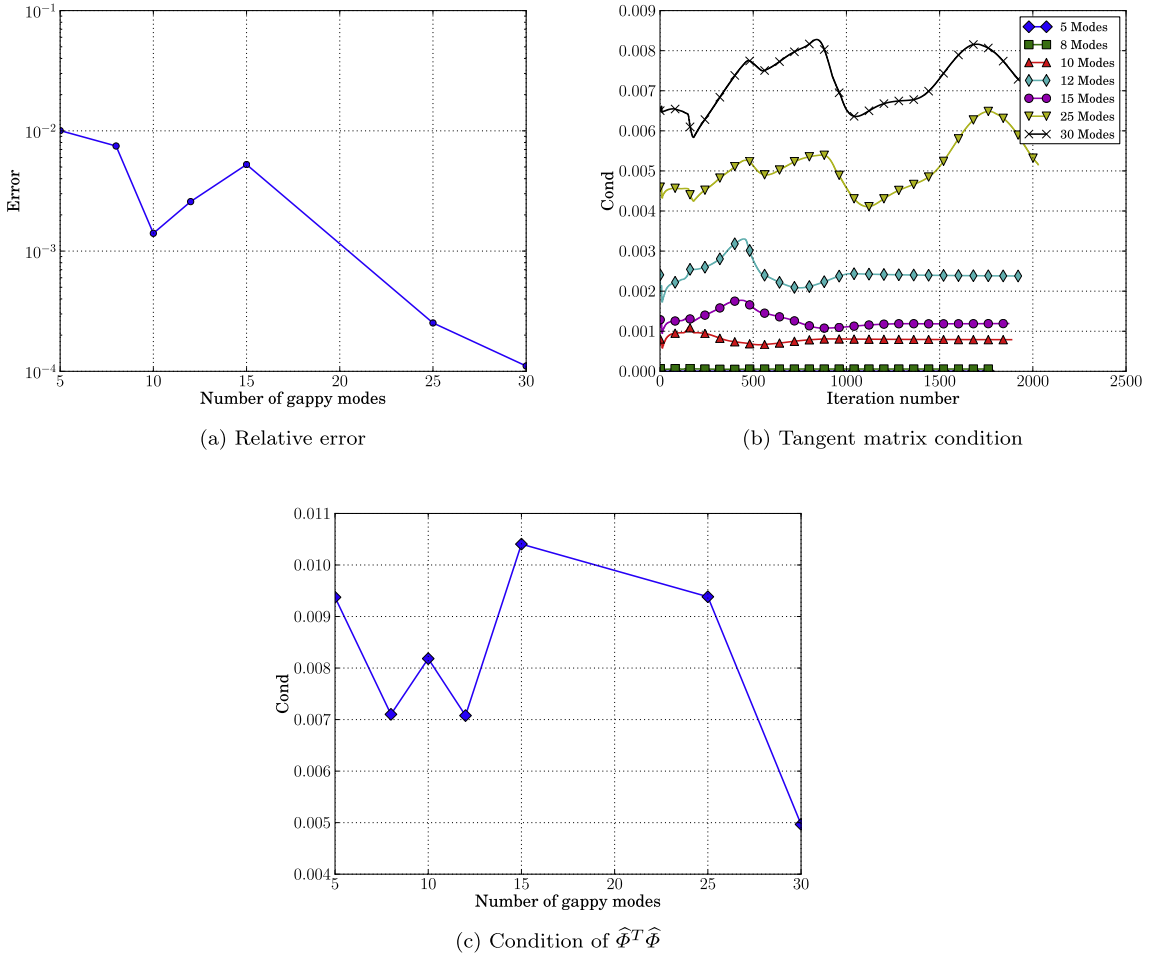 10⁻¹
10⁻²
10⁻³
10⁻⁴
Error
5 10 15 20 25 30
Number of gappy modes
(a) Relative error
0.009
0.008
0.007
0.006
0.005
0.004
0.003
0.002
0.001
0.000
Cond
5 Modes
8 Modes
10 Modes
12 Modes
15 Modes
25 Modes
30 Modes
0 500 1000 1500 2000 2500
Iteration number
(b) Tangent matrix condition
0.011
0.010
0.009
0.008
0.007
0.006
0.005
0.004
Cond
5 10 15 20 25 30
Number of gappy modes
(c) Condition of Φ̂ᵀΦ̂